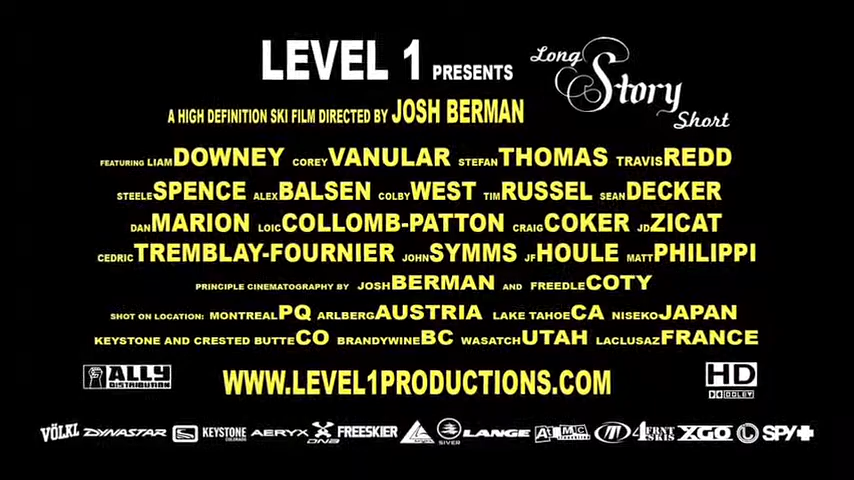 LEVEL 1 PRESENTS
Long Story Short
A HIGH DEFINITION SKI FILM DIRECTED BY JOSH BERMAN
FEATURING LIAM DOWNEY COREY VANULAR STEFAN THOMAS TRAVIS REDD
STEELE SPENCE ALEX BALSEN COLBY WEST TIM RUSSEL SEAN DECKER
DAN MARION LOIC COLLOMB-PATTON CRAIG COKER JD ZICAT
CEDRIC TREMBLAY-FOURNIER JOHN SYMMS JF HOULE MATT PHILIPPI
PRINCIPLE CINEMATOGRAPHY BY JOSH BERMAN AND FREEDLE COTY
SHOT ON LOCATION: MONTREAL PQ ARLBERG AUSTRIA LAKE TAHOE CA NISEKO JAPAN
KEYSTONE AND CRESTED BUTTE CO BRANDYWINE BC WASATCH UTAH LACLUSAZ FRANCE
ALLY DISTRIBUTION
WWW.LEVEL1PRODUCTIONS.COM
HD
DOLBY
VÖLKL DYNASTAR KEYSTONE COLORADO AERYX DNB FREESKIER SIVER LANGE 4FRNT SKIS XGO SPY+